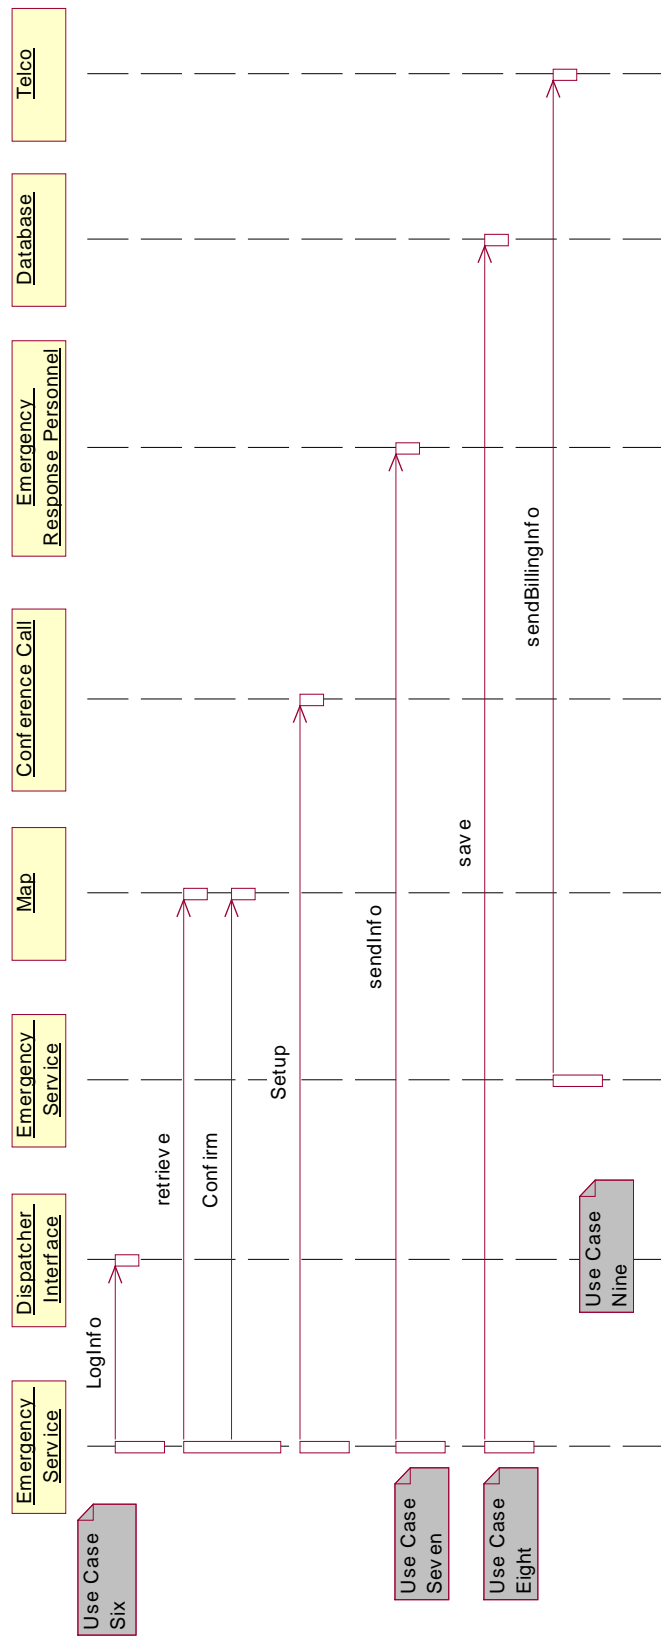 Emergency
Service
Dispatcher
Interface
Emergency
Service
Map
Conference Call
Emergency
Response Personnel
Database
Telco
Use Case
Six
LogInfo
retrieve
Confirm
Setup
Use Case
Seven
sendInfo
Use Case
Eight
save
sendBillingInfo
Use Case
Nine